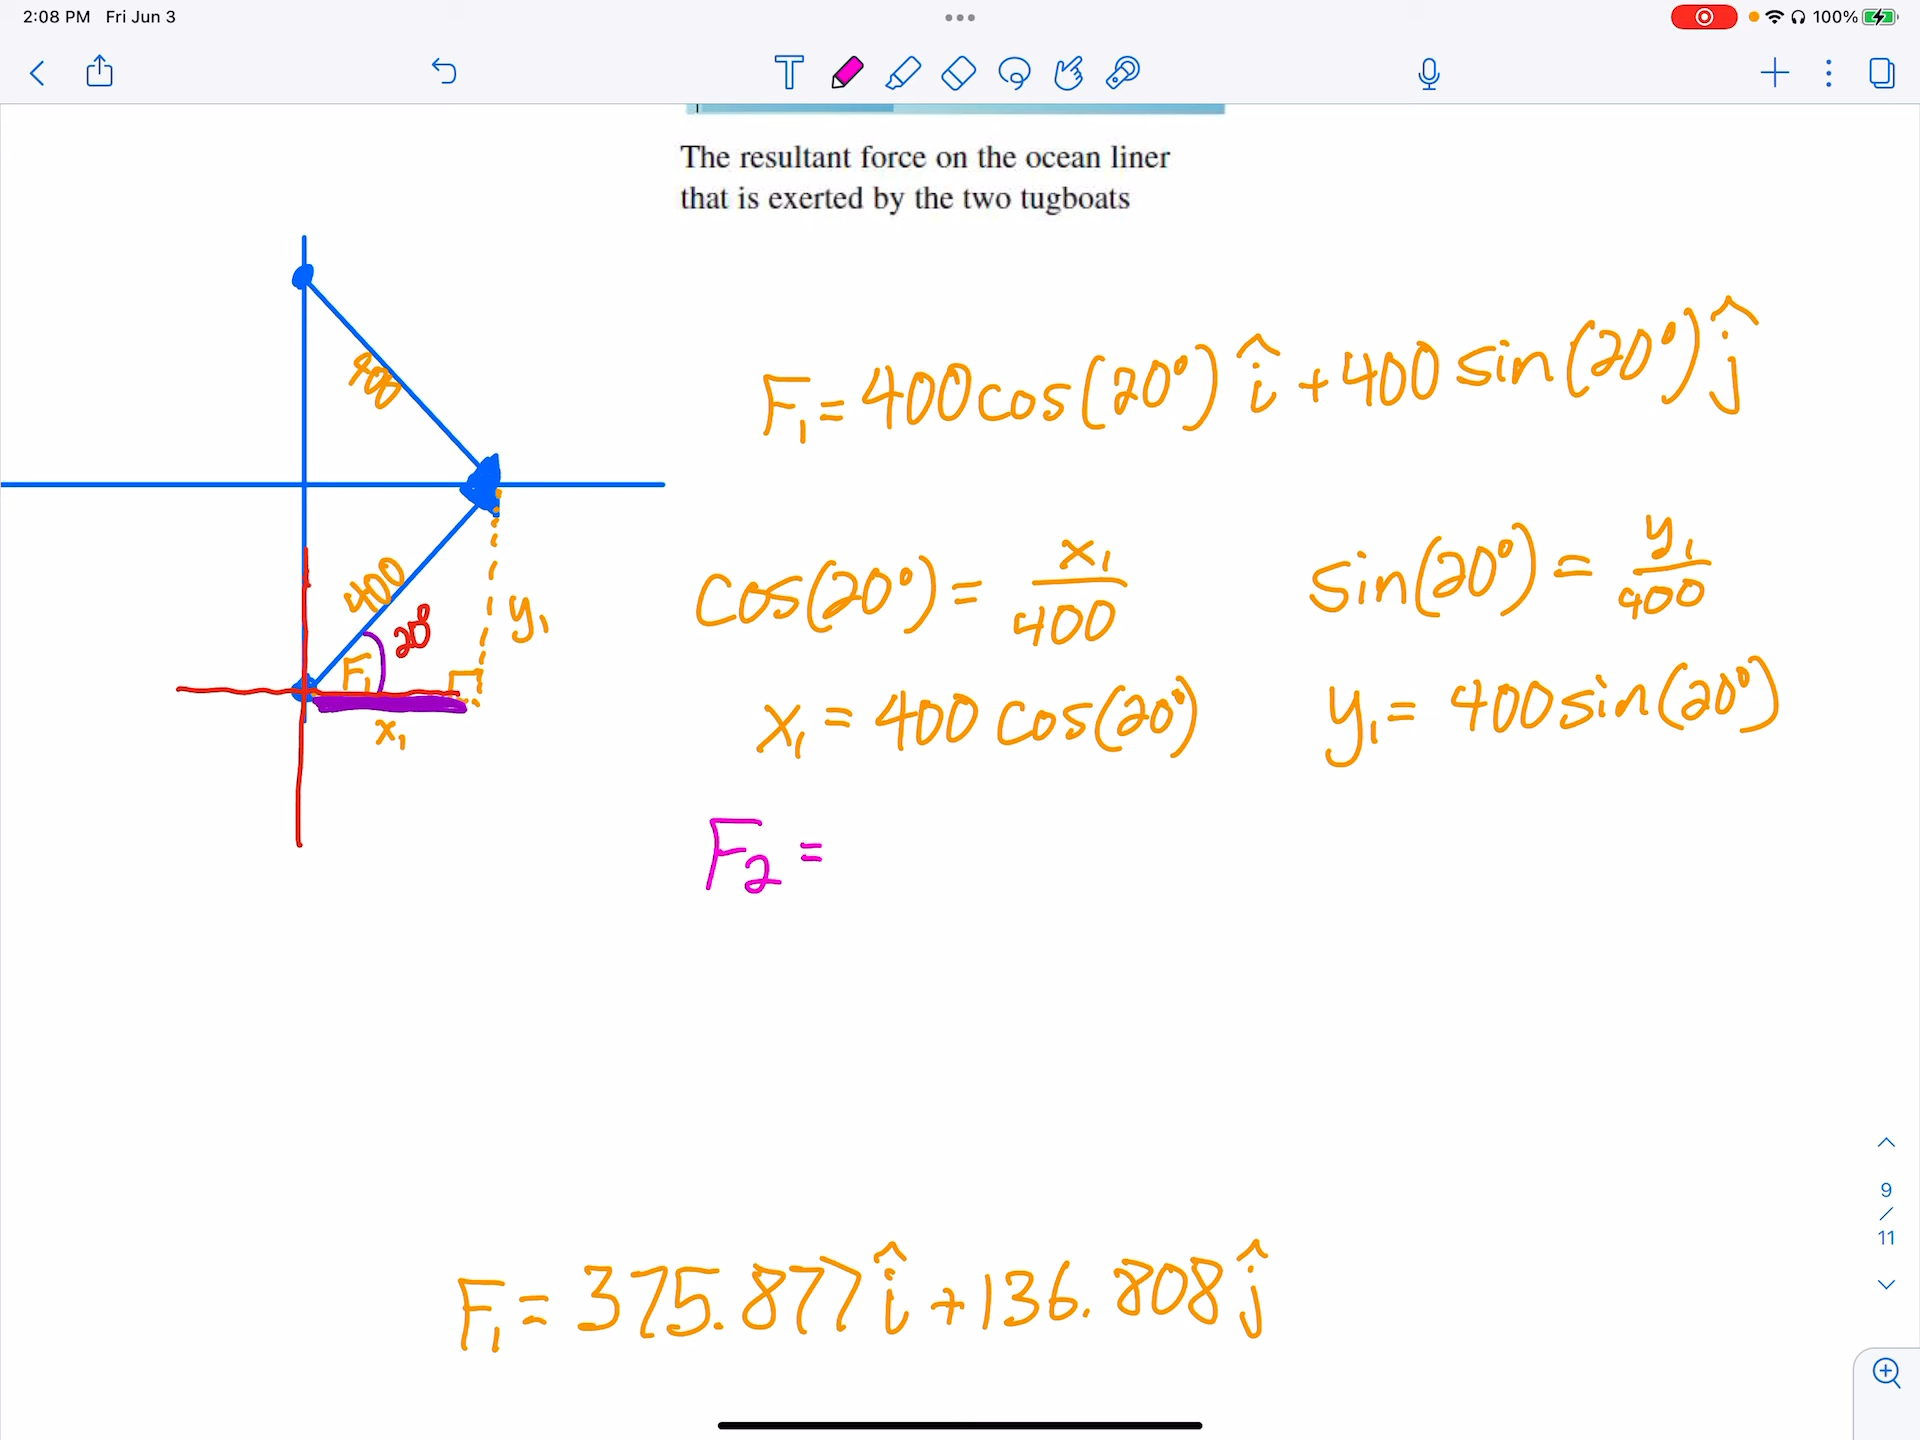 2:08 PM Fri Jun 3
100%
The resultant force on the ocean liner
that is exerted by the two tugboats
400
F₁ = 400cos(20°) î + 400 sin(20°) ĵ
cos(20°) = x₁/400
sin(20°) = y₁/400
400
20°
y₁
F₁
x₁
x₁ = 400 cos(20°)
y₁ = 400sin(20°)
F₂ =
9
/
11
F₁ = 375.877 î + 136.808 ĵ